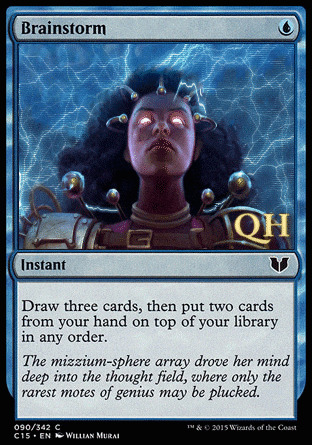 Brainstorm
QH
Instant
Draw three cards, then put two cards
from your hand on top of your library
in any order.
The mizzium-sphere array drove her mind
deep into the thought field, where only the
rarest motes of genius may be plucked.
090/342 C
C15 • EN Willian Murai
™ & © 2015 Wizards of the Coast